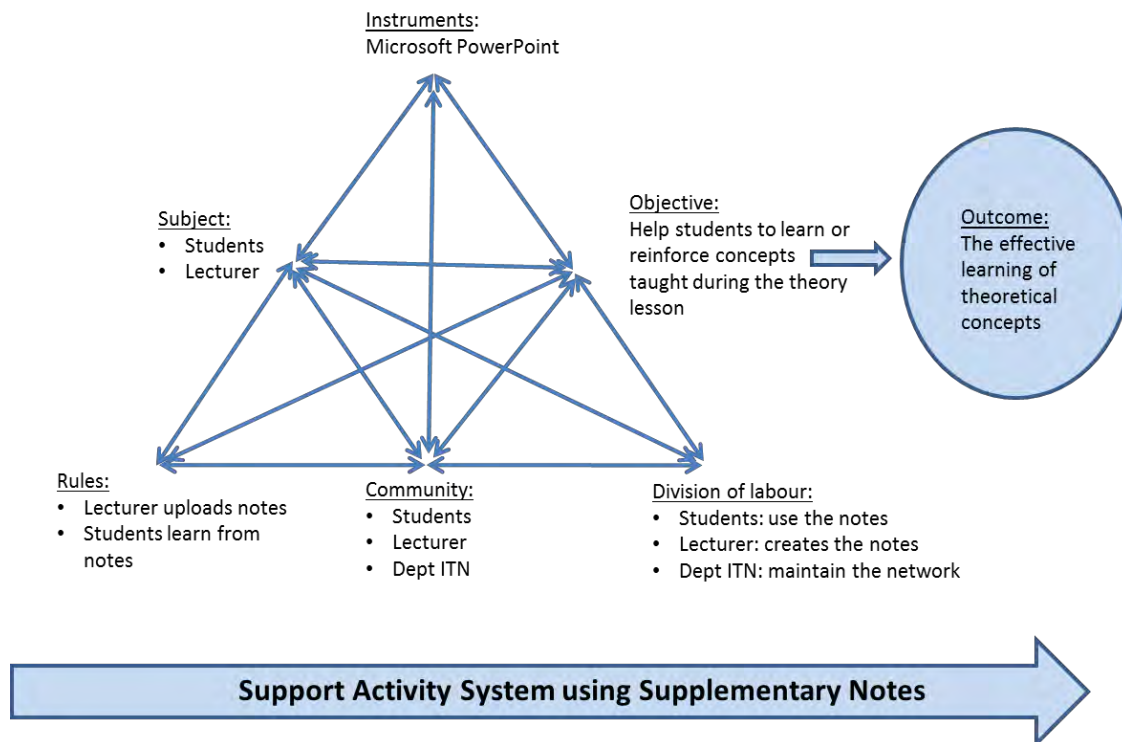 Instruments:
Microsoft PowerPoint
Subject:
• Students
• Lecturer
Objective:
Help students to learn or
reinforce concepts
taught during the theory
lesson
Outcome:
The effective
learning of
theoretical
concepts
Rules:
• Lecturer uploads notes
• Students learn from
notes
Community:
• Students
• Lecturer
• Dept ITN
Division of labour:
• Students: use the notes
• Lecturer: creates the notes
• Dept ITN: maintain the network
Support Activity System using Supplementary Notes